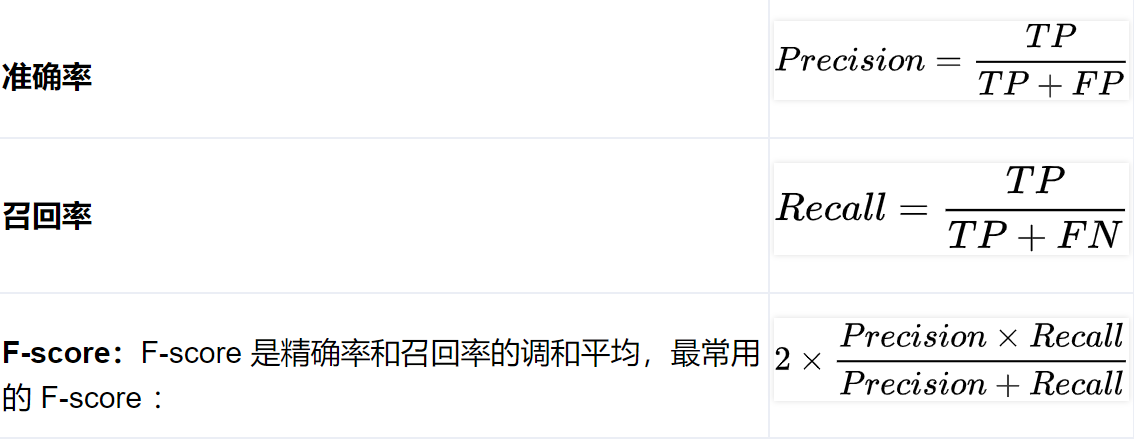 准确率
Precision = \frac{TP}{TP + FP}
召回率
Recall = \frac{TP}{TP + FN}
F-score：F-score 是精确率和召回率的调和平均，最常用
的 F-score ：
2 × \frac{Precision × Recall}{Precision + Recall}